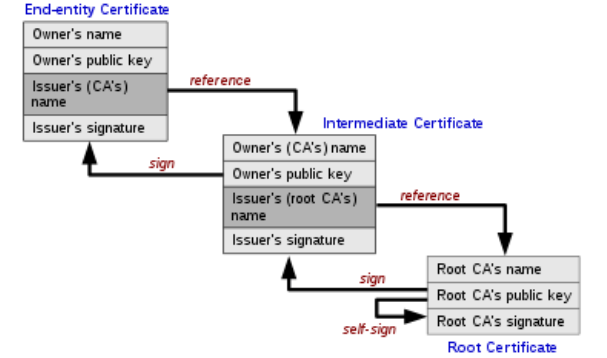 End-entity Certificate
Owner's name
Owner's public key
Issuer's (CA's)
name
Issuer's signature
reference
sign
Intermediate Certificate
Owner's (CA's) name
Owner's public key
Issuer's (root CA's)
name
Issuer's signature
reference
sign
self-sign
Root CA's name
Root CA's public key
Root CA's signature
Root Certificate